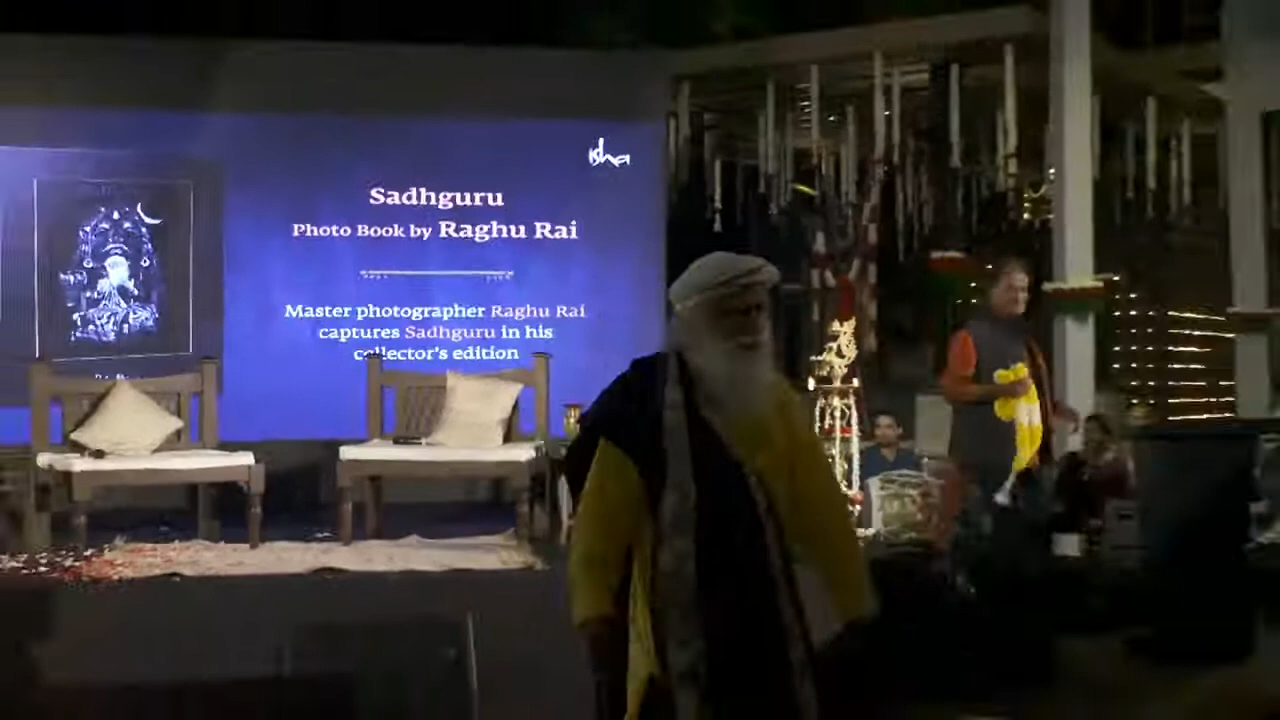 isha
Sadhguru
Photo Book by Raghu Rai
Master photographer Raghu Rai
captures Sadhguru in his
collector's edition